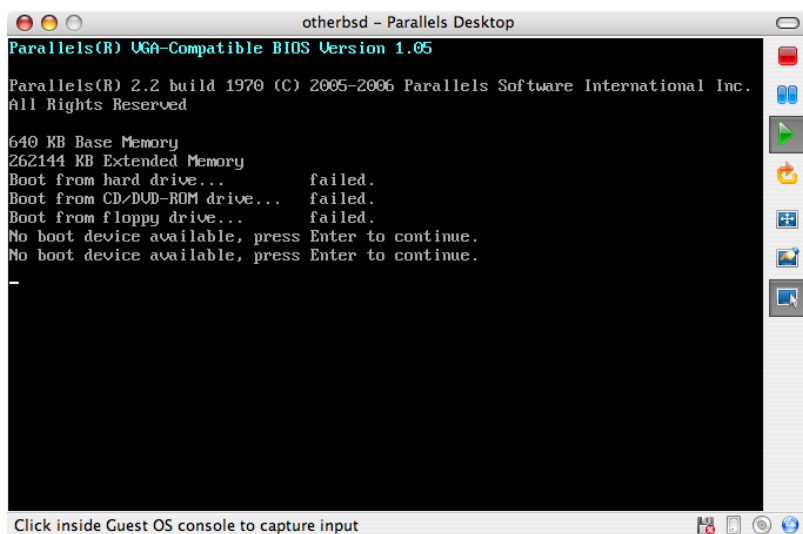 otherbsd – Parallels Desktop
Parallels(R) VGA-Compatible BIOS Version 1.05
Parallels(R) 2.2 build 1970 (C) 2005-2006 Parallels Software International Inc.
All Rights Reserved
640 KB Base Memory
262144 KB Extended Memory
Boot from hard drive... failed.
Boot from CD/DVD-ROM drive... failed.
Boot from floppy drive... failed.
No boot device available, press Enter to continue.
No boot device available, press Enter to continue.
Click inside Guest OS console to capture input